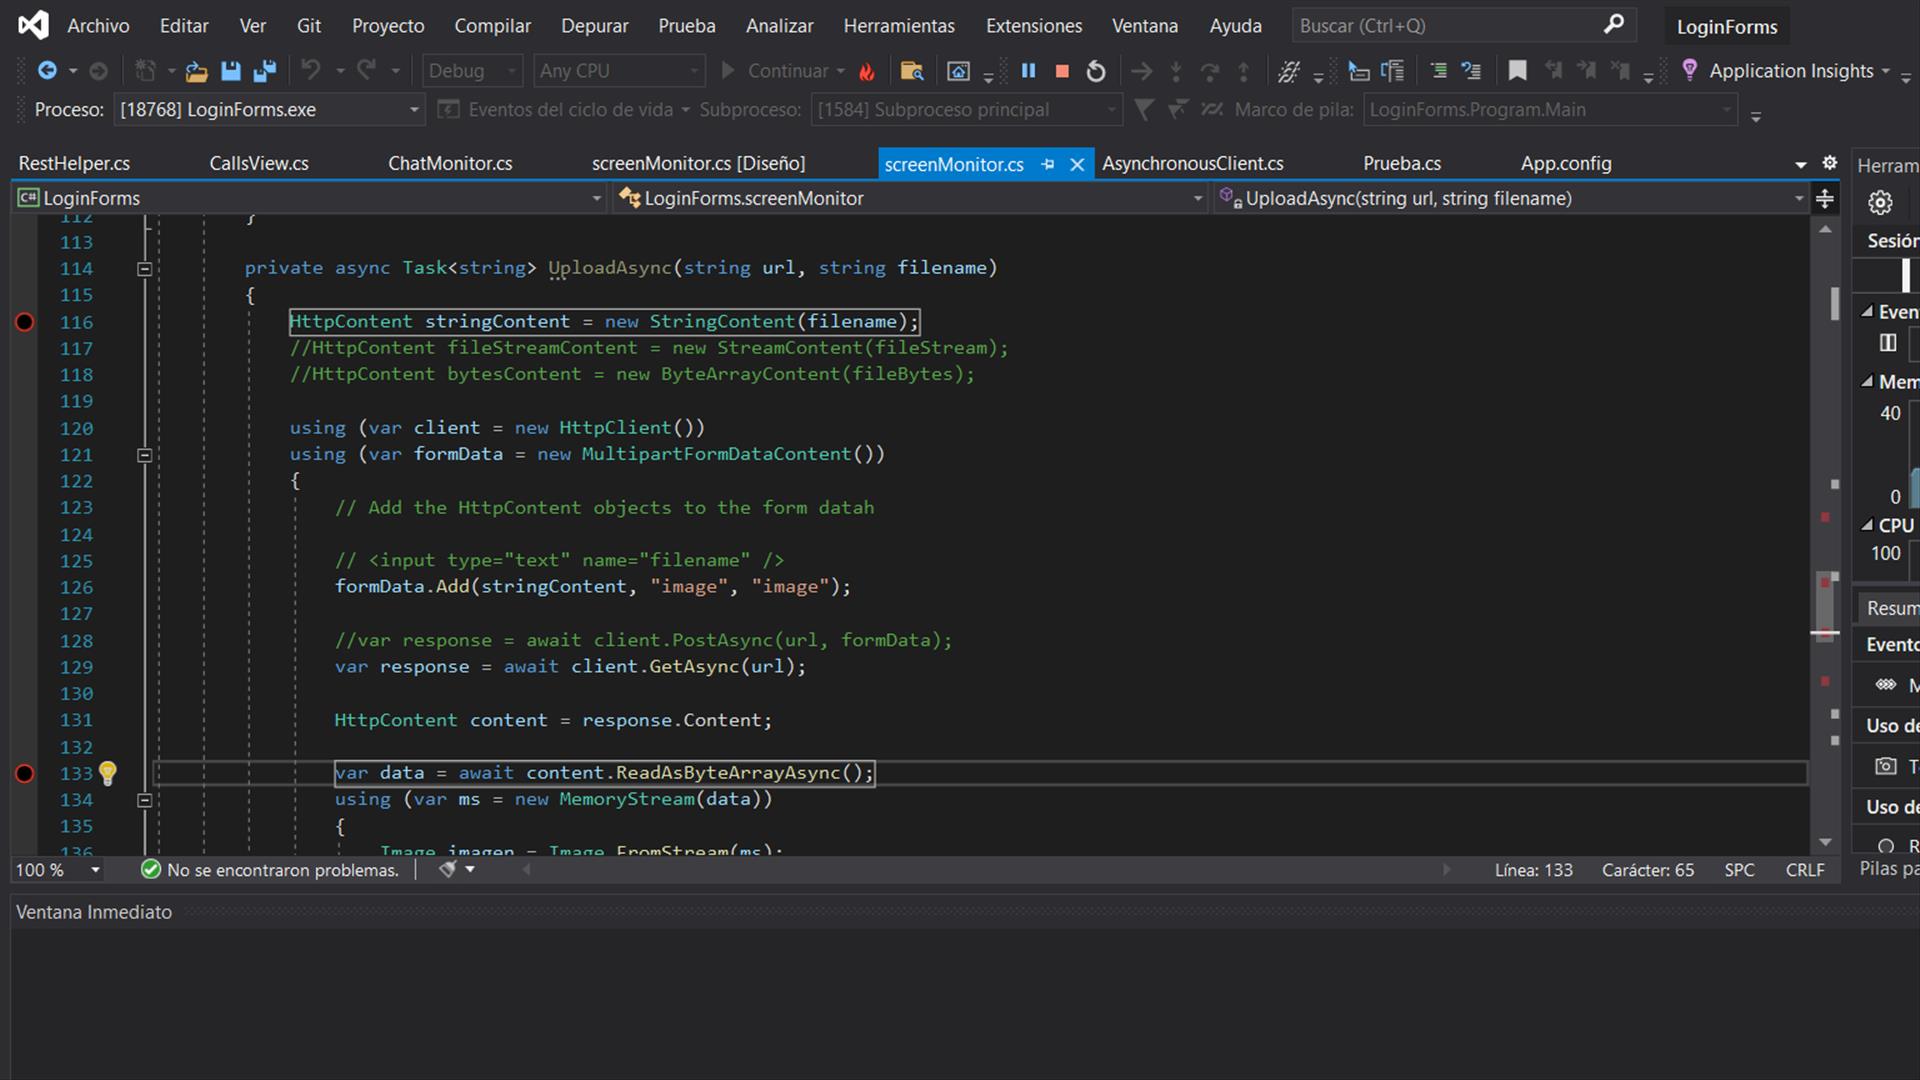 Archivo Editar Ver Git Proyecto Compilar Depurar Prueba Analizar Herramientas Extensiones Ventana Ayuda Buscar (Ctrl+Q) LoginForms
Debug Any CPU Continuar Application Insights
Proceso: [18768] LoginForms.exe Eventos del ciclo de vida Subproceso: [1584] Subproceso principal Marco de pila: LoginForms.Program.Main
RestHelper.cs CallsView.cs ChatMonitor.cs screenMonitor.cs [Diseño] screenMonitor.cs AsynchronousClient.cs Prueba.cs App.config
C# LoginForms LoginForms.screenMonitor UploadAsync(string url, string filename)
112 }
113
114 private async Task<string> UploadAsync(string url, string filename)
115 {
116 HttpContent stringContent = new StringContent(filename);
117 //HttpContent fileStreamContent = new StreamContent(fileStream);
118 //HttpContent bytesContent = new ByteArrayContent(fileBytes);
119
120 using (var client = new HttpClient())
121 using (var formData = new MultipartFormDataContent())
122 {
123 // Add the HttpContent objects to the form datah
124
125 // <input type="text" name="filename" />
126 formData.Add(stringContent, "image", "image");
127
128 //var response = await client.PostAsync(url, formData);
129 var response = await client.GetAsync(url);
130
131 HttpContent content = response.Content;
132
133 var data = await content.ReadAsByteArrayAsync();
134 using (var ms = new MemoryStream(data))
135 {
136 Image imagen = Image.FromStream(ms);
100 % No se encontraron problemas. Línea: 133 Carácter: 65 SPC CRLF
Ventana Inmediato
Herram
Sesión
Even
Mem
40
0
CPU
100
Resum
Evento
M
Uso de
T
Uso de
R
Pilas pa